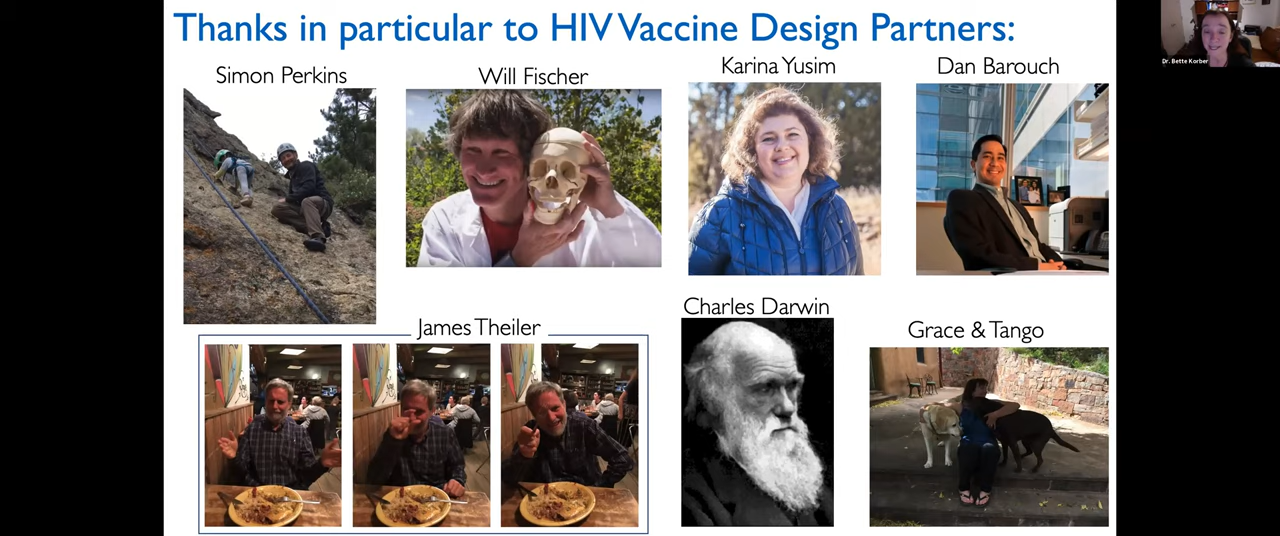 Thanks in particular to HIV Vaccine Design Partners:
Dr. Bette Korber
Simon Perkins
Will Fischer
Karina Yusim
Dan Barouch
James Theiler
Charles Darwin
Grace & Tango